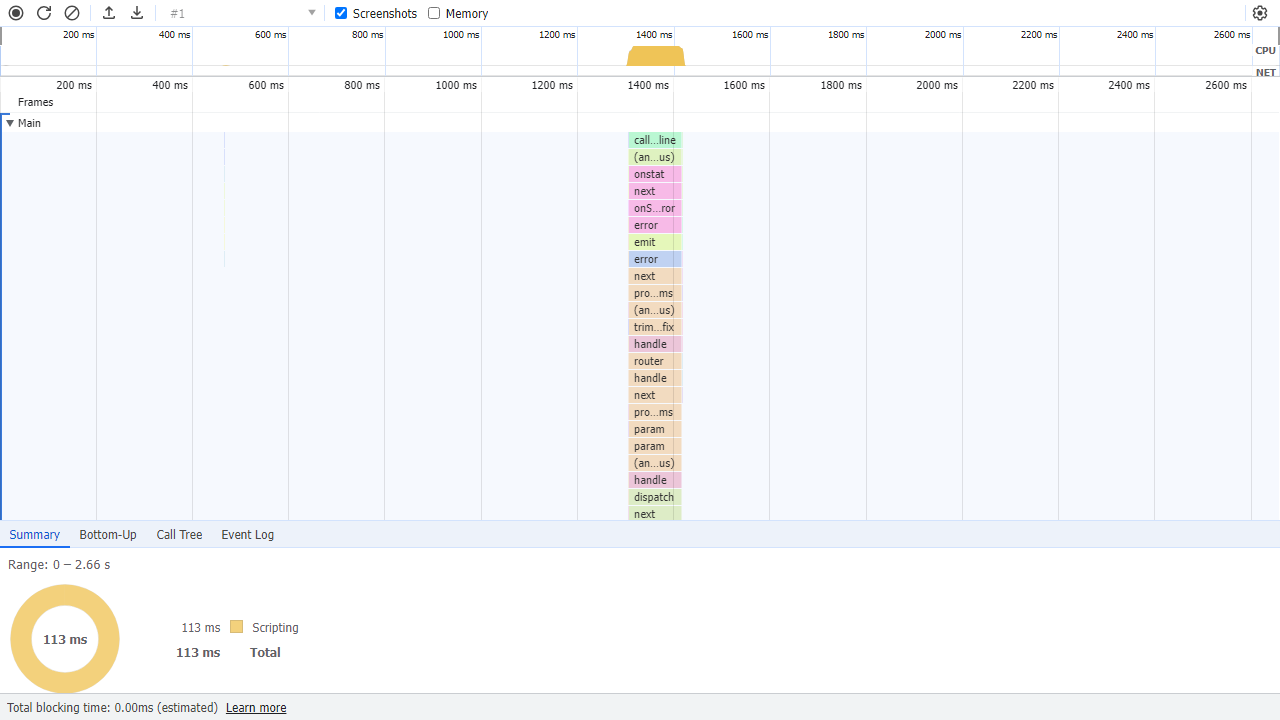 #1 Screenshots Memory
200 ms 400 ms 600 ms 800 ms 1000 ms 1200 ms 1400 ms 1600 ms 1800 ms 2000 ms 2200 ms 2400 ms 2600 ms
CPU
NET
200 ms 400 ms 600 ms 800 ms 1000 ms 1200 ms 1400 ms 1600 ms 1800 ms 2000 ms 2200 ms 2400 ms 2600 ms
Frames
Main
call...line
(an...us)
onstat
next
onS...ror
error
emit
error
next
pro...ms
(an...us)
trim...fix
handle
router
handle
next
pro...ms
param
param
(an...us)
handle
dispatch
next
Summary Bottom-Up Call Tree Event Log
Range: 0 – 2.66 s
113 ms
113 ms Scripting
113 ms Total
Total blocking time: 0.00ms (estimated) Learn more